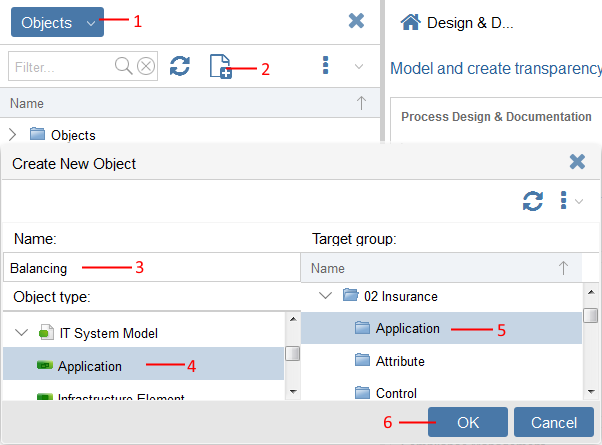 Objects
1
Design & D...
Filter...
2
Model and create transparency
Name
Process Design & Documentation
Objects
Create New Object
Name:
Target group:
Balancing
3
Name
Object type:
02 Insurance
IT System Model
Application
5
Application
4
Attribute
Infrastructure Element
Control
6
OK
Cancel